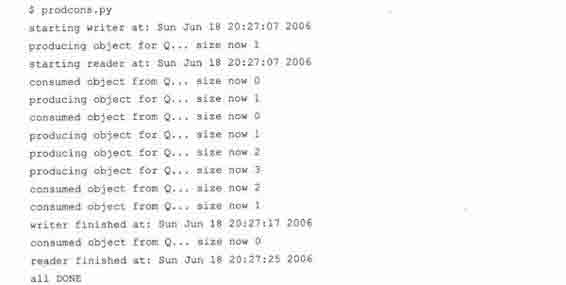 $ prodcons.py
starting writer at: Sun Jun 18 20:27:07 2006
producing object for Q... size now 1
starting reader at: Sun Jun 18 20:27:07 2006
consumed object from Q... size now 0
producing object for Q... size now 1
consumed object from Q... size now 0
producing object for Q... size now 1
producing object for Q... size now 2
producing object for Q... size now 3
consumed object from Q... size now 2
consumed object from Q... size now 1
writer finished at: Sun Jun 18 20:27:17 2006
consumed object from Q... size now 0
reader finished at: Sun Jun 18 20:27:25 2006
all DONE